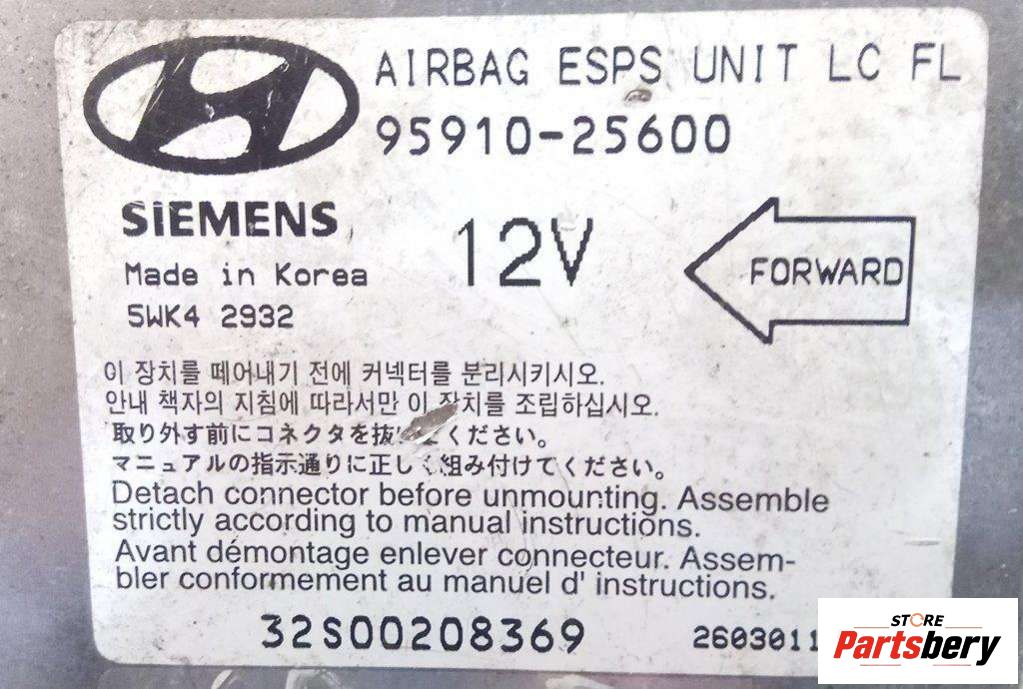 AIRBAG ESPS UNIT LC FL
95910-25600
SIEMENS
12V
FORWARD
Made in Korea
5WK4 2932
이 장치를 떼어내기 전에 커넥터를 분리시키시오.
안내 책자의 지침에 따라서만 이 장치를 조립하십시오.
取り外す前にコネクタを抜いてください。
マニュアルの指示通りに正しく組み付けてください。
Detach connector before unmounting. Assemble
strictly according to manual instructions.
Avant démontage enlever connecteur. Assem-
bler conformement au manuel d' instructions.
32S00208369
2603011
STORE
Partsbery